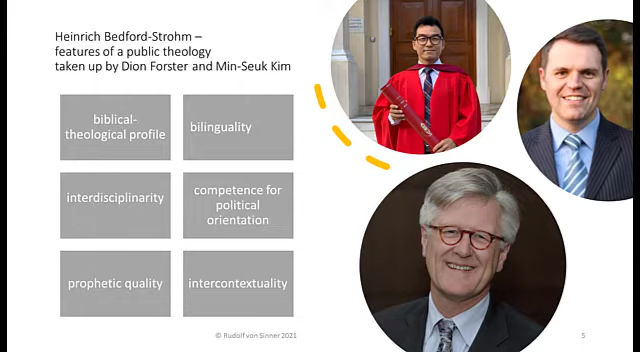 Heinrich Bedford-Strohm –
features of a public theology
taken up by Dion Forster and Min-Seuk Kim
biblical-
theological profile
bilinguality
interdisciplinarity
competence for
political
orientation
prophetic quality
intercontextuality
© Rudolf von Sinner 2021
5